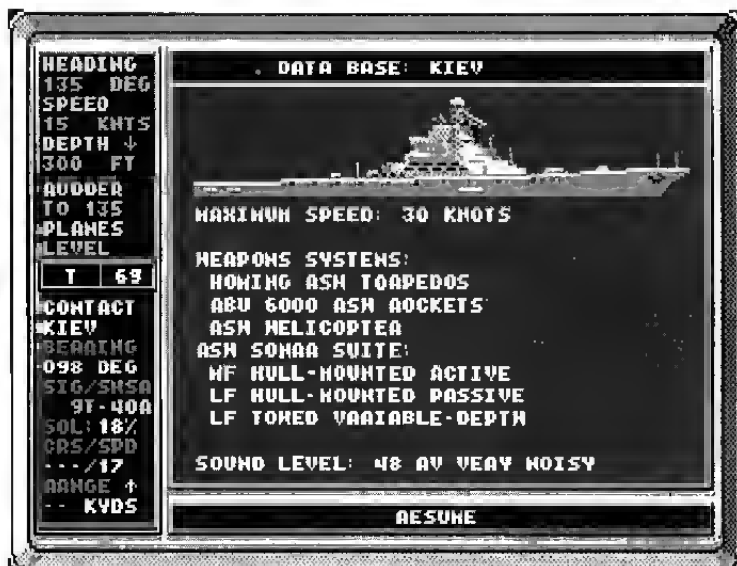 HEADING
135 DEG
SPEED
15 KNTS
DEPTH ↓
300 FT
RUDDER
TO 135
PLANES
LEVEL
T 69
CONTACT
KIEV
BEARING
098 DEG
SIG/SNSR
9T-40A
SOL: 18%
CRS/SPD
---/17
RANGE ↑
-- KYDS
DATA BASE: KIEV
MAXIMUM SPEED: 30 KNOTS
WEAPONS SYSTEMS:
HOMING ASW TORPEDOS
RBU 6000 ASW ROCKETS
ASW HELICOPTER
ASW SONAR SUITE:
MF HULL-MOUNTED ACTIVE
LF HULL-MOUNTED PASSIVE
LF TOWED VARIABLE-DEPTH
SOUND LEVEL: 48 AV VERY NOISY
RESUME